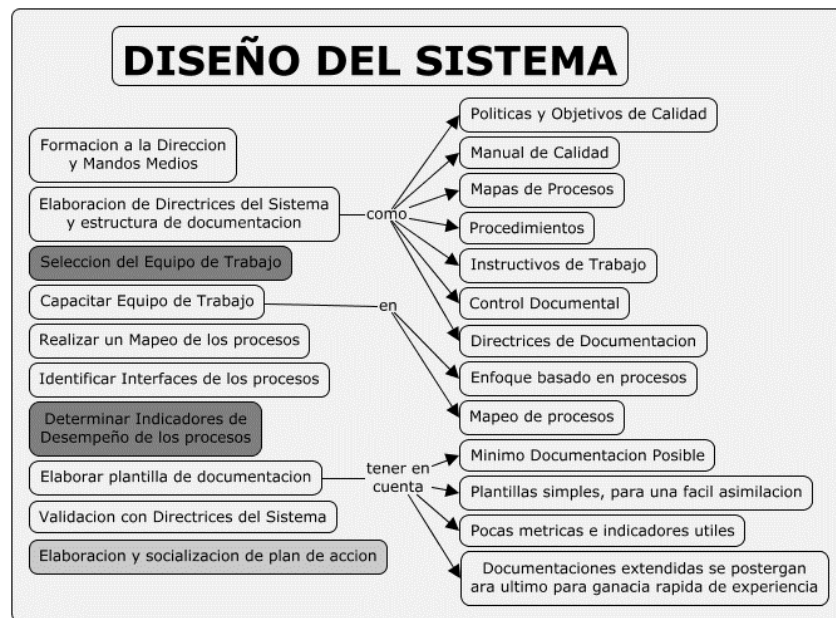 DISEÑO DEL SISTEMA
Formacion a la Direccion
y Mandos Medios
Elaboracion de Directrices del Sistema
y estructura de documentacion
Seleccion del Equipo de Trabajo
Capacitar Equipo de Trabajo
Realizar un Mapeo de los procesos
Identificar Interfaces de los procesos
Determinar Indicadores de
Desempeño de los procesos
Elaborar plantilla de documentacion
Validacion con Directrices del Sistema
Elaboracion y socializacion de plan de accion
como
en
tener en
cuenta
Politicas y Objetivos de Calidad
Manual de Calidad
Mapas de Procesos
Procedimientos
Instructivos de Trabajo
Control Documental
Directrices de Documentacion
Enfoque basado en procesos
Mapeo de procesos
Minimo Documentacion Posible
Plantillas simples, para una facil asimilacion
Pocas metricas e indicadores utiles
Documentaciones extendidas se postergan
ara ultimo para ganacia rapida de experiencia